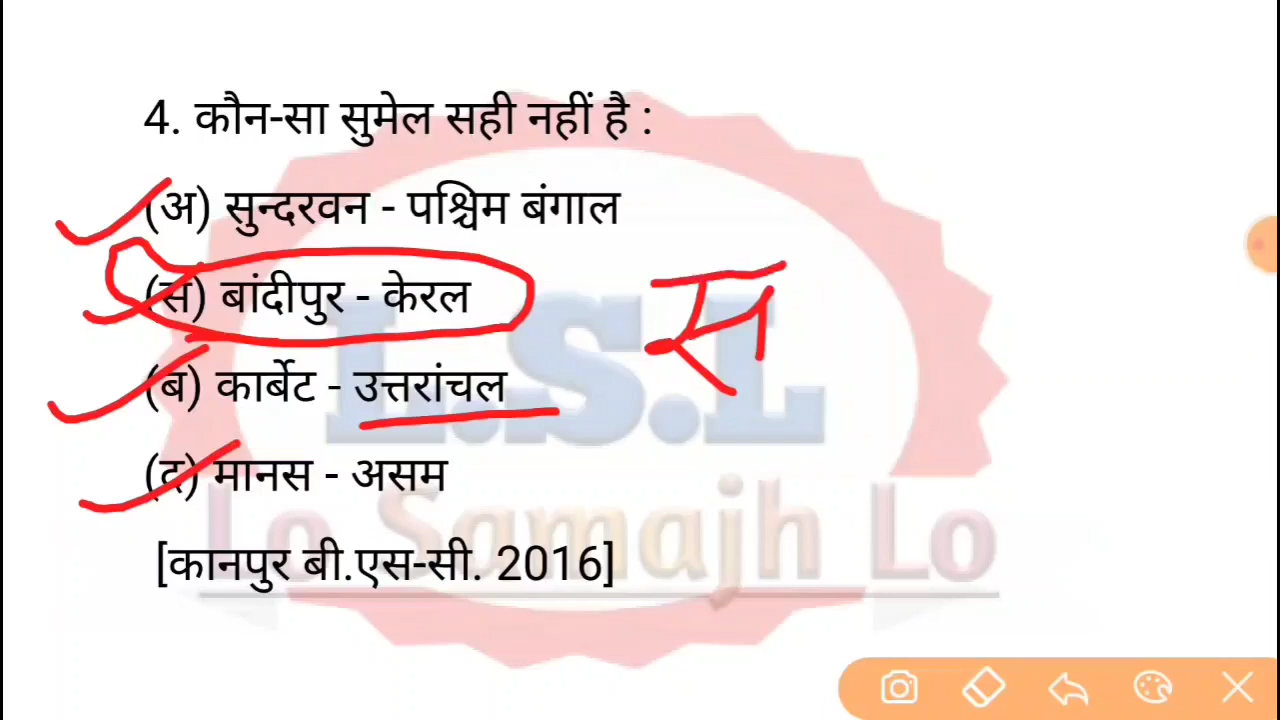 4. कौन-सा सुमेल सही नहीं है :
(अ) सुन्दरवन - पश्चिम बंगाल
(स) बांदीपुर - केरल
स
(ब) कार्बेट - उत्तरांचल
(द) मानस - असम
[कानपुर बी.एस-सी. 2016]
L.S.L
Lo Samajh Lo